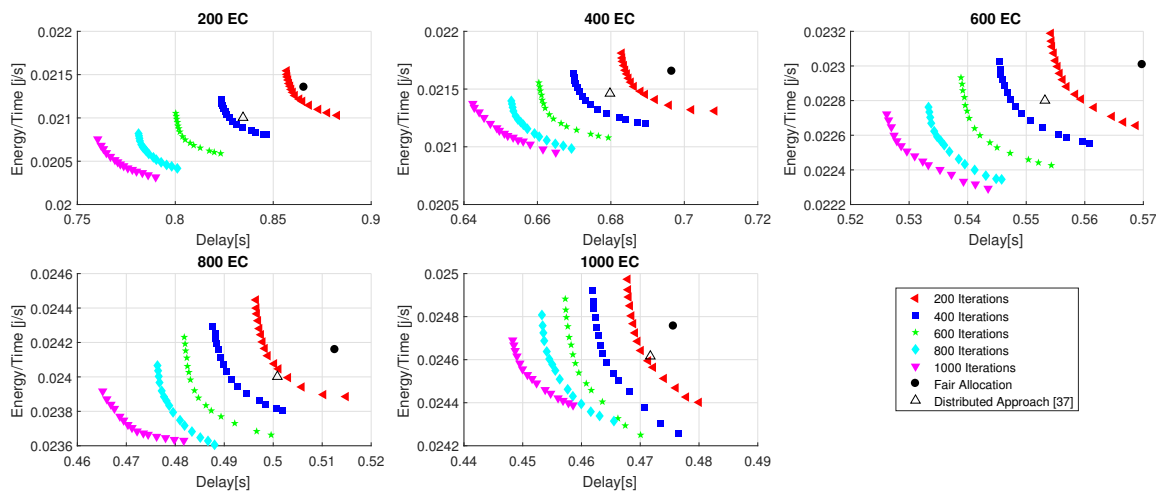 200 EC
0.022
0.0215
0.021
0.0205
0.02
0.75
0.8
0.85
0.9
Energy/Time [j/s]
Delay[s]
400 EC
0.022
0.0215
0.021
0.0205
0.64
0.66
0.68
0.7
0.72
Energy/Time [j/s]
Delay[s]
600 EC
0.0232
0.023
0.0228
0.0226
0.0224
0.0222
0.52
0.53
0.54
0.55
0.56
0.57
Energy/Time [j/s]
Delay[s]
800 EC
0.0246
0.0244
0.0242
0.024
0.0238
0.0236
0.46
0.47
0.48
0.49
0.5
0.51
0.52
Energy/Time [j/s]
Delay[s]
1000 EC
0.025
0.0248
0.0246
0.0244
0.0242
0.44
0.45
0.46
0.47
0.48
0.49
Energy/Time [j/s]
Delay[s]
200 Iterations
400 Iterations
600 Iterations
800 Iterations
1000 Iterations
Fair Allocation
Distributed Approach [37]